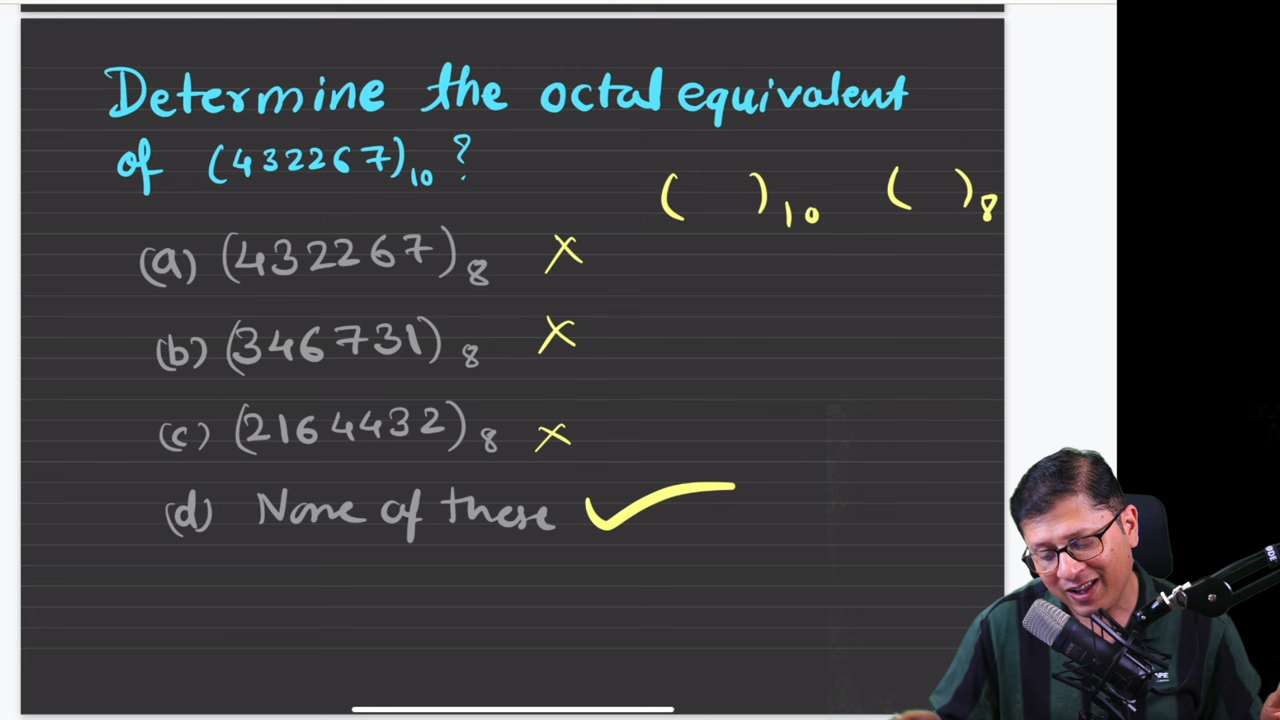 Determine the octal equivalent
of (432267)₁₀ ?
( )₁₀ ( )₈
(a) (432267)₈ ×
(b) (346731)₈ ×
(c) (2164432)₈ ×
(d) None of these ✓